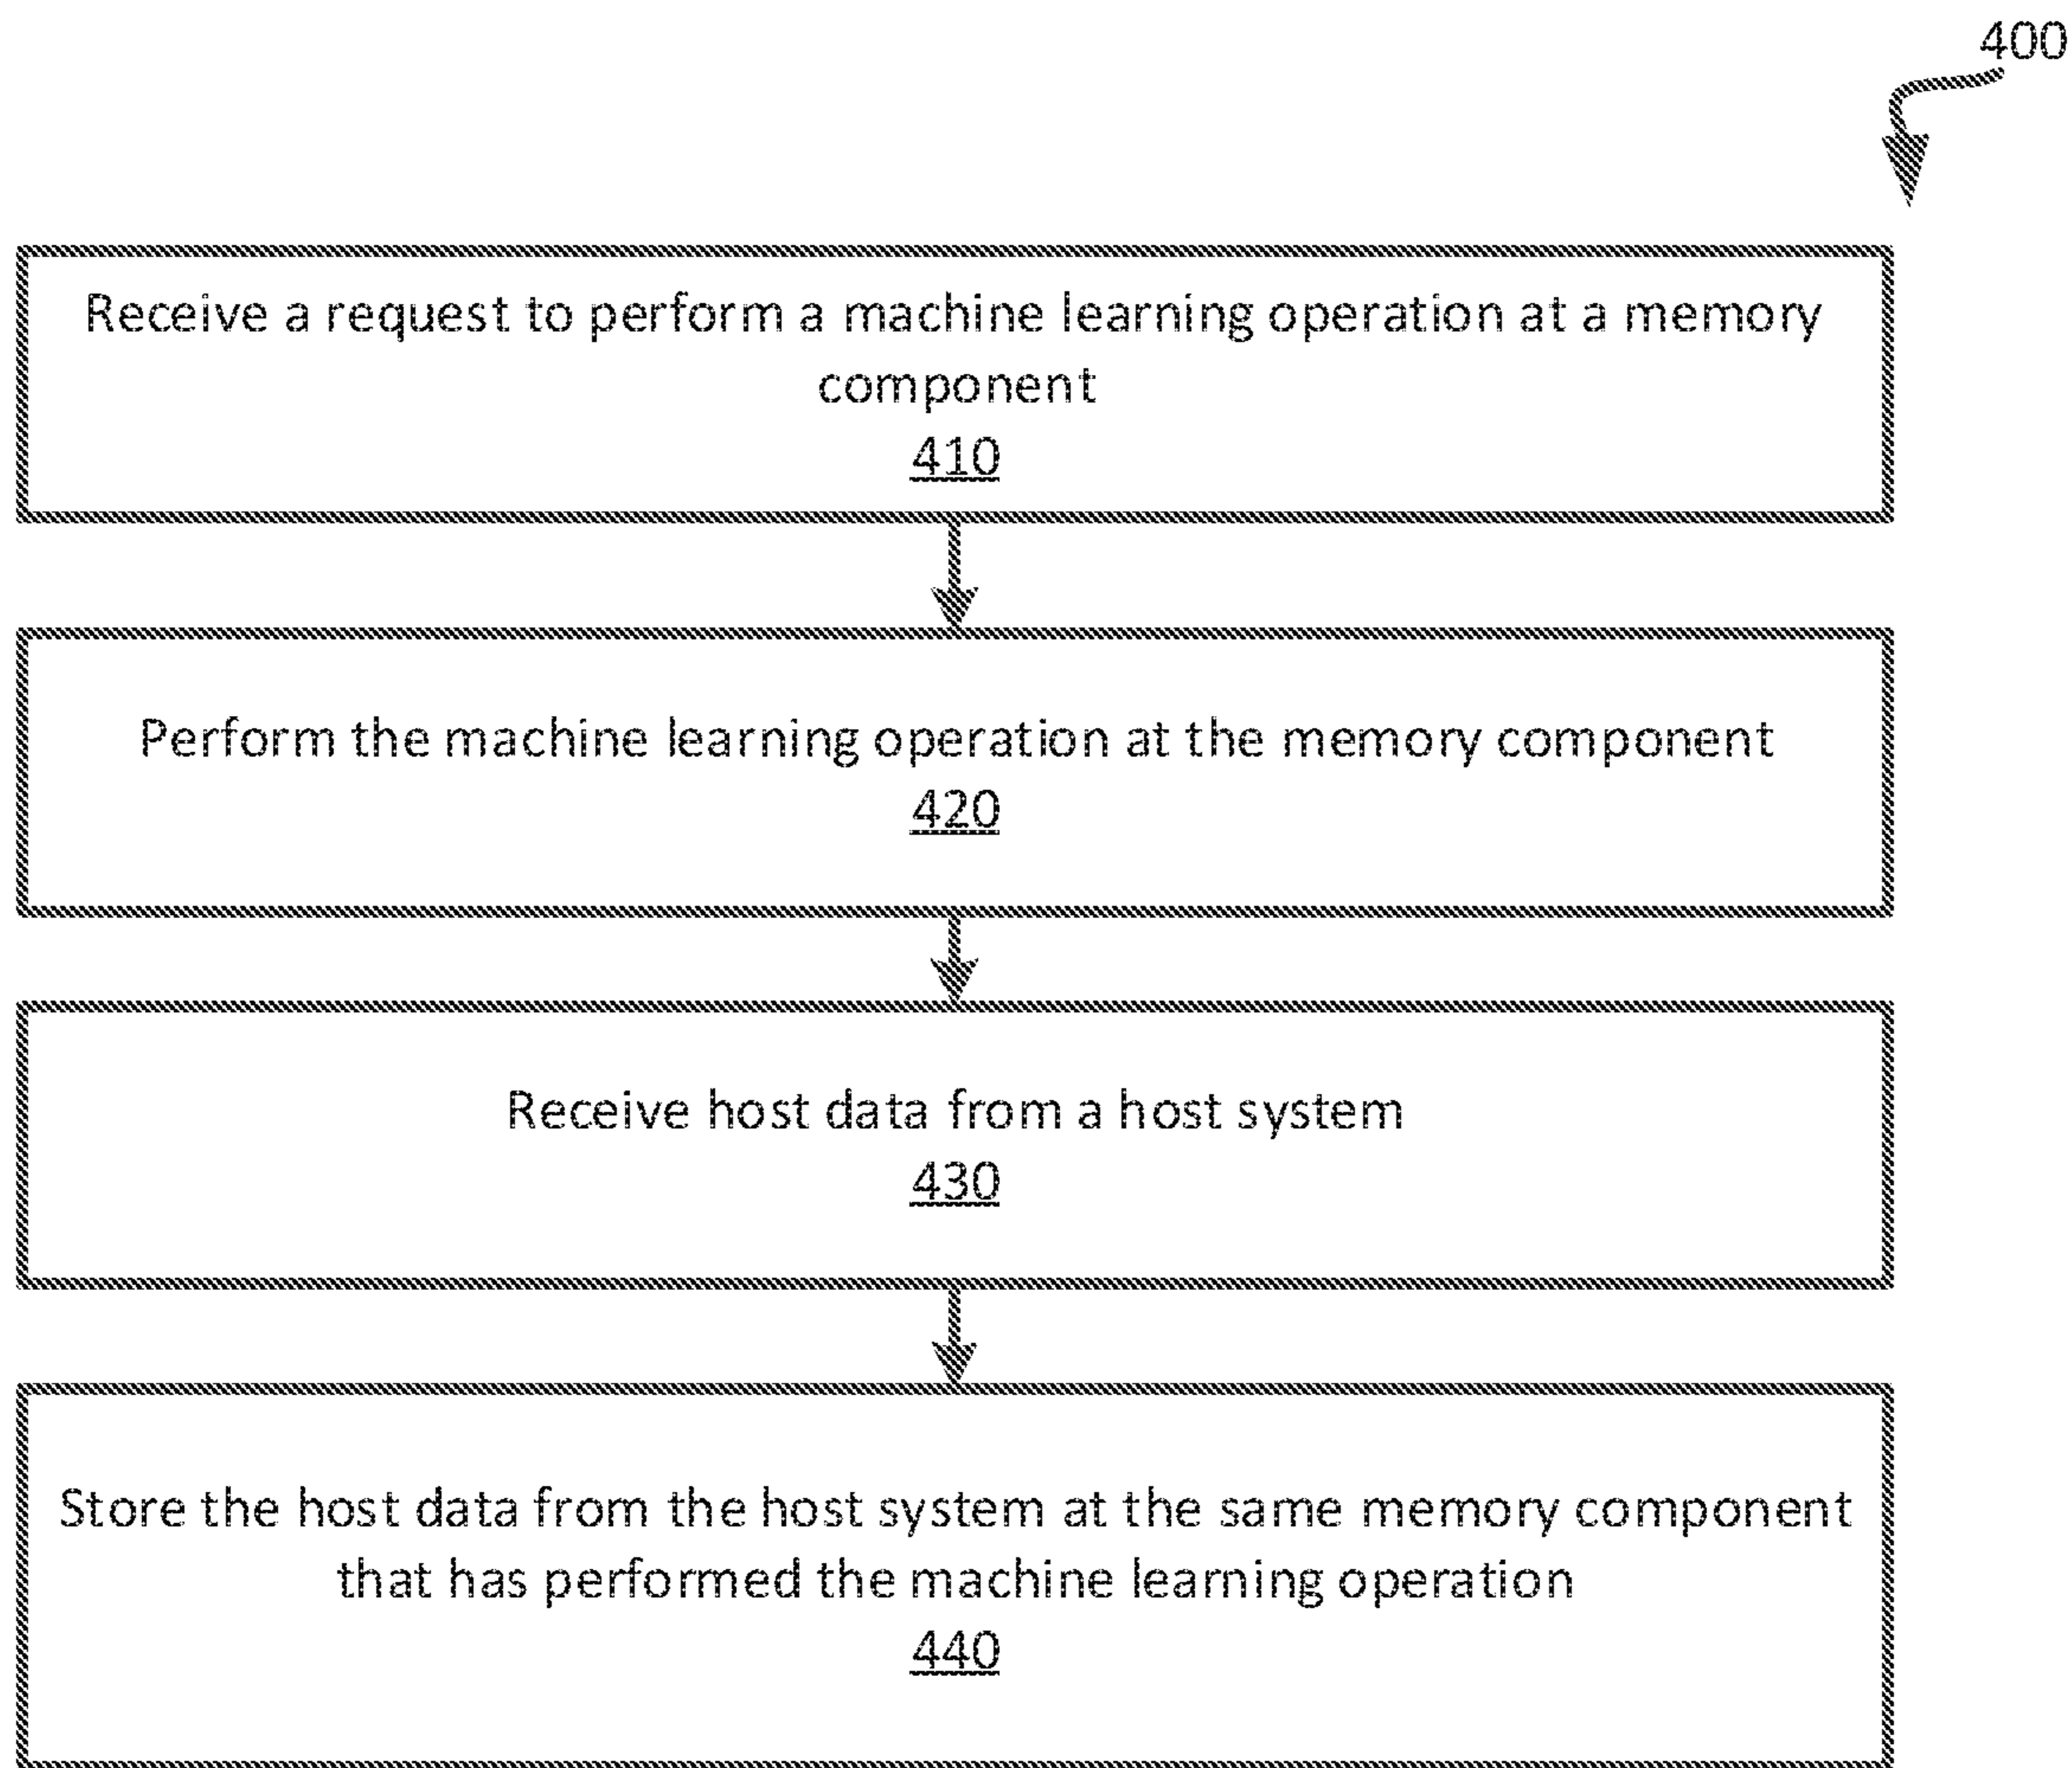 400
Receive a request to perform a machine learning operation at a memory
component
410
Perform the machine learning operation at the memory component
420
Receive host data from a host system
430
Store the host data from the host system at the same memory component
that has performed the machine learning operation
440